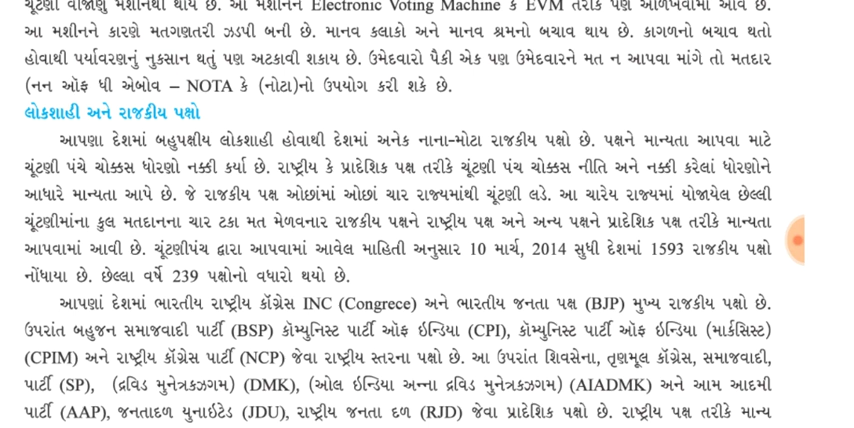 ચૂંટણી વીજાણુ મશીનથી થાય છે. આ મશીનને Electronic Voting Machine કે EVM તરીકે પણ ઓળખવામાં આવે છે.
આ મશીનને કારણે મતગણતરી ઝડપી બની છે. માનવ કલાકો અને માનવ શ્રમનો બચાવ થાય છે. કાગળનો બચાવ થતો
હોવાથી પર્યાવરણનું નુકસાન થતું પણ અટકાવી શકાય છે. ઉમેદવારો પૈકી એક પણ ઉમેદવારને મત ન આપવા માંગે તો મતદાર
(નન ઑફ ધી એબોવ – NOTA કે (નોટા)નો ઉપયોગ કરી શકે છે.
લોકશાહી અને રાજકીય પક્ષો
આપણા દેશમાં બહુપક્ષીય લોકશાહી હોવાથી દેશમાં અનેક નાના-મોટા રાજકીય પક્ષો છે. પક્ષને માન્યતા આપવા માટે
ચૂંટણી પંચે ચોક્કસ ધોરણો નક્કી કર્યા છે. રાષ્ટ્રીય કે પ્રાદેશિક પક્ષ તરીકે ચૂંટણી પંચ ચોક્કસ નીતિ અને નક્કી કરેલાં ધોરણોને
આધારે માન્યતા આપે છે. જે રાજકીય પક્ષ ઓછાંમાં ઓછાં ચાર રાજ્યમાંથી ચૂંટણી લડે. આ ચારેય રાજ્યમાં યોજાયેલ છેલ્લી
ચૂંટણીમાંના કુલ મતદાનના ચાર ટકા મત મેળવનાર રાજકીય પક્ષને રાષ્ટ્રીય પક્ષ અને અન્ય પક્ષને પ્રાદેશિક પક્ષ તરીકે માન્યતા
આપવામાં આવી છે. ચૂંટણીપંચ દ્વારા આપવામાં આવેલ માહિતી અનુસાર 10 માર્ચ, 2014 સુધી દેશમાં 1593 રાજકીય પક્ષો
નોંધાયા છે. છેલ્લા વર્ષે 239 પક્ષોનો વધારો થયો છે.
આપણાં દેશમાં ભારતીય રાષ્ટ્રીય કૉંગ્રેસ INC (Congrece) અને ભારતીય જનતા પક્ષ (BJP) મુખ્ય રાજકીય પક્ષો છે.
ઉપરાંત બહુજન સમાજવાદી પાર્ટી (BSP) કૉમ્યુનિસ્ટ પાર્ટી ઑફ ઇન્ડિયા (CPI), કૉમ્યુનિસ્ટ પાર્ટી ઑફ ઇન્ડિયા (માર્કસિસ્ટ)
(CPIM) અને રાષ્ટ્રીય કૉંગ્રેસ પાર્ટી (NCP) જેવા રાષ્ટ્રીય સ્તરના પક્ષો છે. આ ઉપરાંત શિવસેના, તૃણમૂલ કૉંગ્રેસ, સમાજવાદી,
પાર્ટી (SP), (દ્રવિડ મુનેત્રકઝગમ) (DMK), (ઓલ ઇન્ડિયા અન્ના દ્રવિડ મુનેત્રકઝગમ) (AIADMK) અને આમ આદમી
પાર્ટી (AAP), જનતાદળ યુનાઈટેડ (JDU), રાષ્ટ્રીય જનતા દળ (RJD) જેવા પ્રાદેશિક પક્ષો છે. રાષ્ટ્રીય પક્ષ તરીકે માન્ય